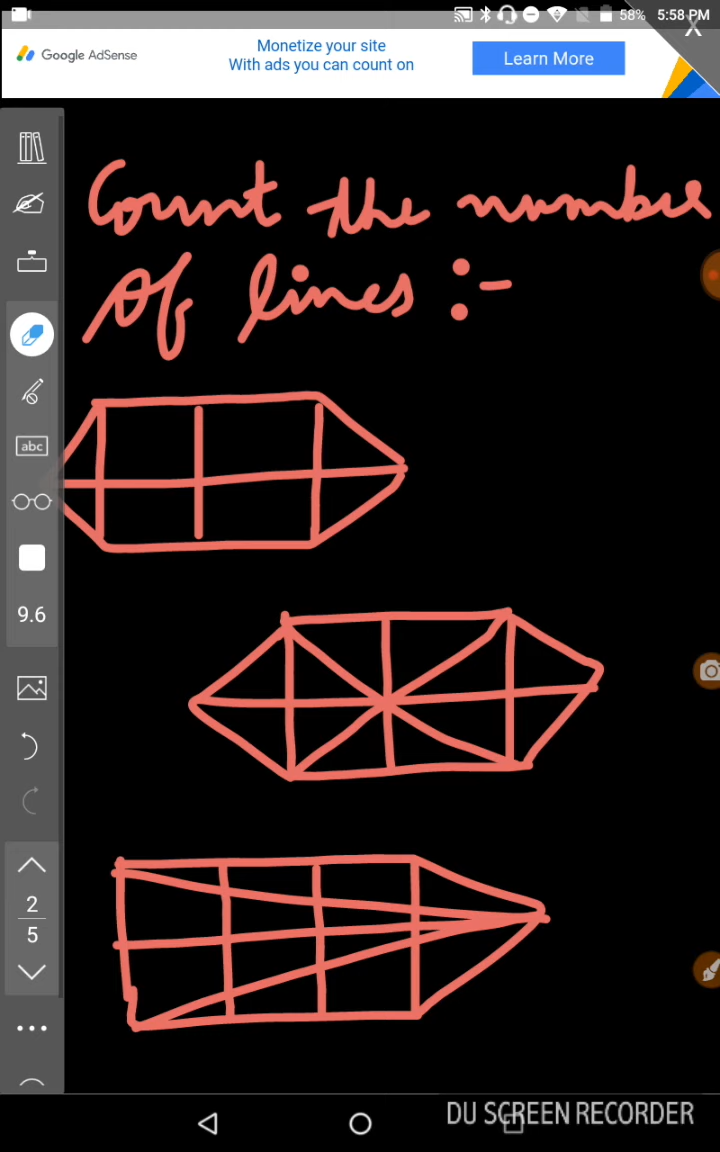 58% 5:58 PM
X
Google AdSense
Monetize your site
With ads you can count on
Learn More
Count the number
of lines :-
abc
9.6
2
5
DU SCREEN RECORDER